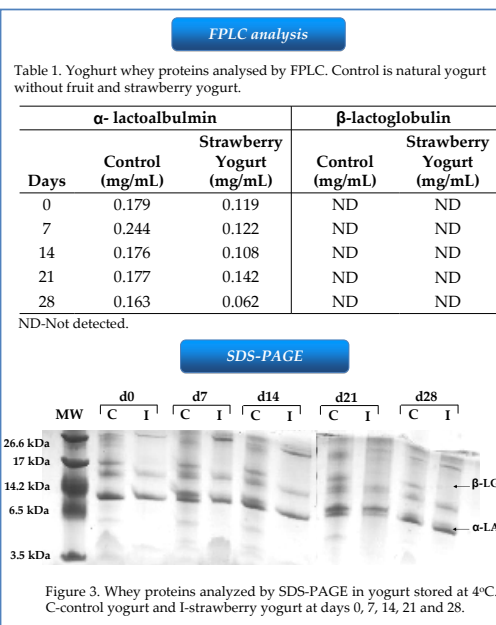 FPLC analysis
Table 1. Yoghurt whey proteins analysed by FPLC. Control is natural yogurt
without fruit and strawberry yogurt.
α- lactoalbulmin β-lactoglobulin
Days Control (mg/mL) Strawberry Yogurt (mg/mL) Control (mg/mL) Strawberry Yogurt (mg/mL)
0 0.179 0.119 ND ND
7 0.244 0.122 ND ND
14 0.176 0.108 ND ND
21 0.177 0.142 ND ND
28 0.163 0.062 ND ND
ND-Not detected.
SDS-PAGE
d0 d7 d14 d21 d28
MW C I C I C I C I C I
26.6 kDa
17 kDa
14.2 kDa
β-LG
6.5 kDa
α-LA
3.5 kDa
Figure 3. Whey proteins analyzed by SDS-PAGE in yogurt stored at 4ºC.
C-control yogurt and I-strawberry yogurt at days 0, 7, 14, 21 and 28.